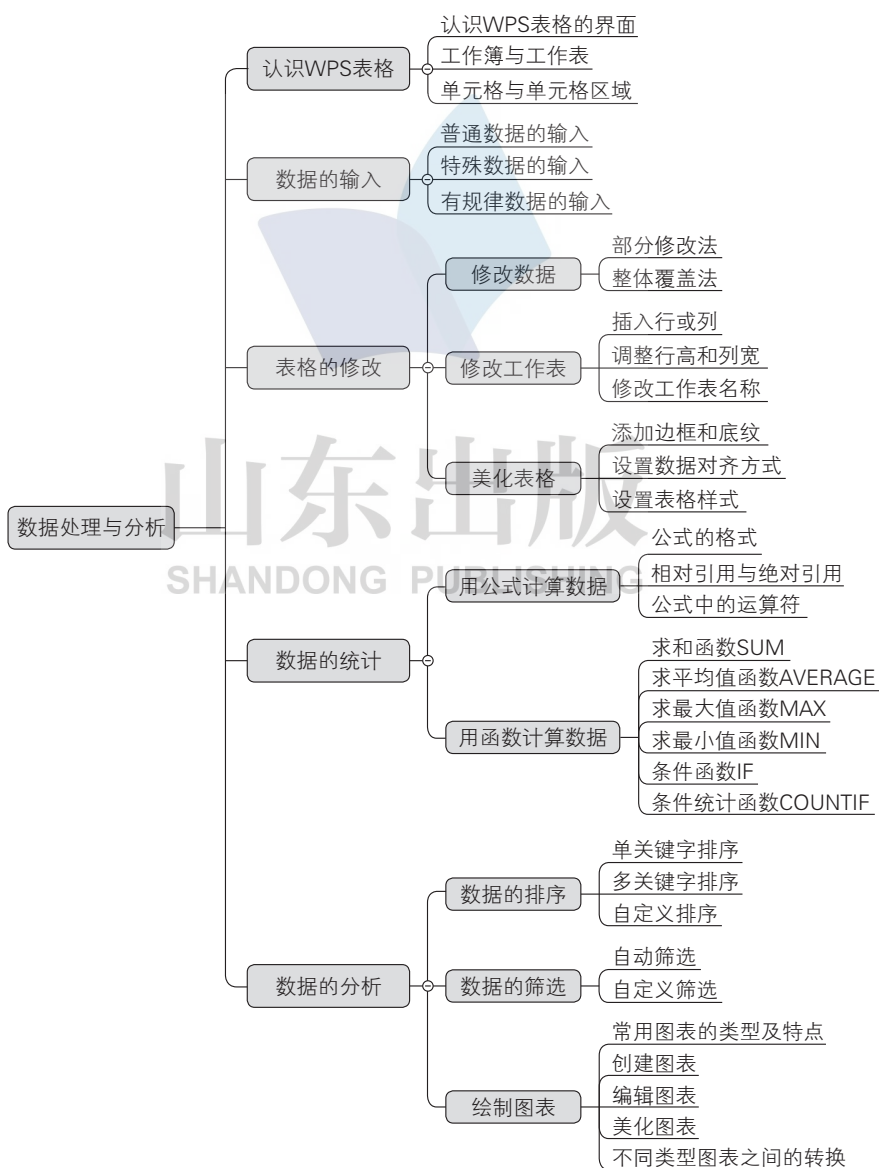 认识WPS表格的界面
认识WPS表格
工作簿与工作表
单元格与单元格区域
普通数据的输入
数据的输入
特殊数据的输入
有规律数据的输入
部分修改法
修改数据
整体覆盖法
插入行或列
表格的修改
修改工作表
调整行高和列宽
修改工作表名称
添加边框和底纹
美化表格
设置数据对齐方式
设置表格样式
山东出版
SHANDONG PUBLISHING
数据处理与分析
公式的格式
用公式计算数据
相对引用与绝对引用
公式中的运算符
数据的统计
求和函数SUM
求平均值函数AVERAGE
求最大值函数MAX
用函数计算数据
求最小值函数MIN
条件函数IF
条件统计函数COUNTIF
单关键字排序
数据的排序
多关键字排序
自定义排序
自动筛选
数据的分析
数据的筛选
自定义筛选
常用图表的类型及特点
创建图表
绘制图表
编辑图表
美化图表
不同类型图表之间的转换